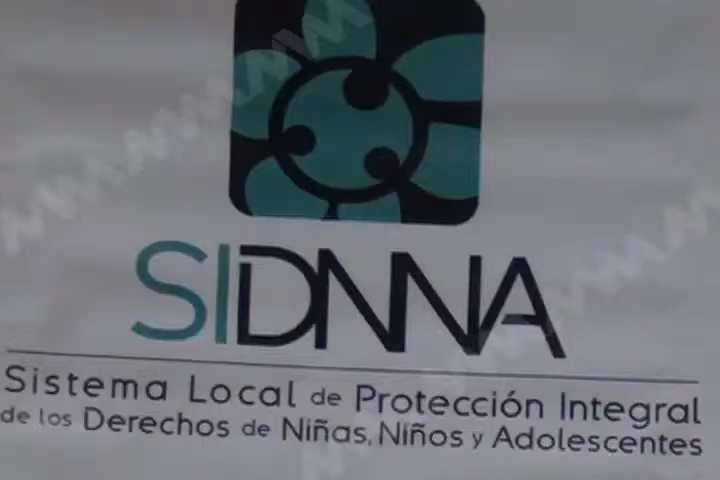 SIDNNA
Sistema Local de Protección Integral
de los Derechos de Niñas, Niños y Adolescentes